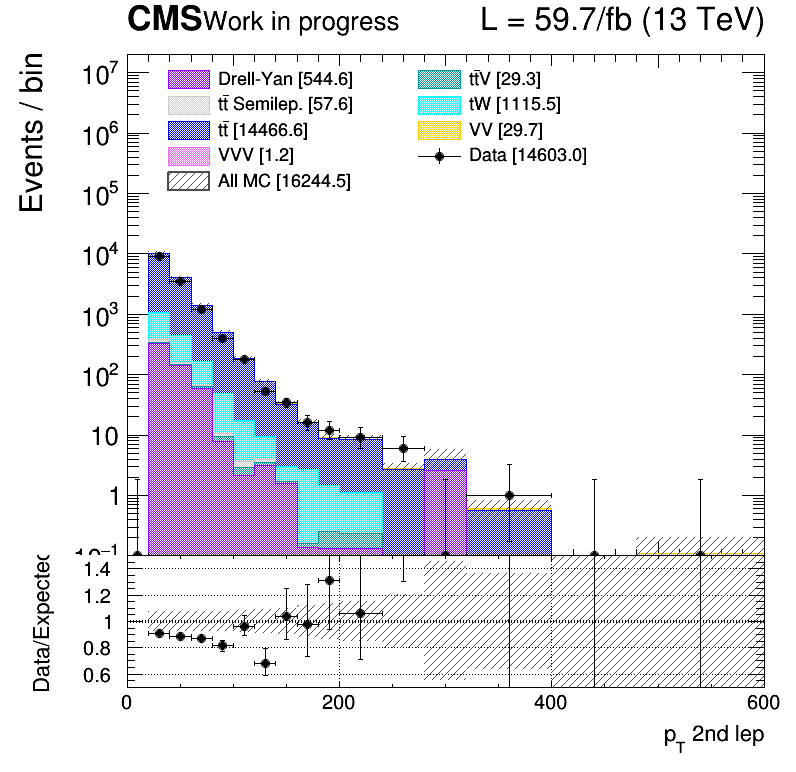 CMS Work in progress L = 59.7/fb (13 TeV)
Events / bin
10⁷
10⁶
10⁵
10⁴
10³
10²
10
1
10⁻¹
Drell-Yan [544.6]
tt̄ Semilep. [57.6]
tt̄ [14466.6]
VVV [1.2]
All MC [16244.5]
tt̄V [29.3]
tW [1115.5]
VV [29.7]
Data [14603.0]
Data/Expected
1.4
1.2
1
0.8
0.6
0 200 400 600
p_T 2nd lep